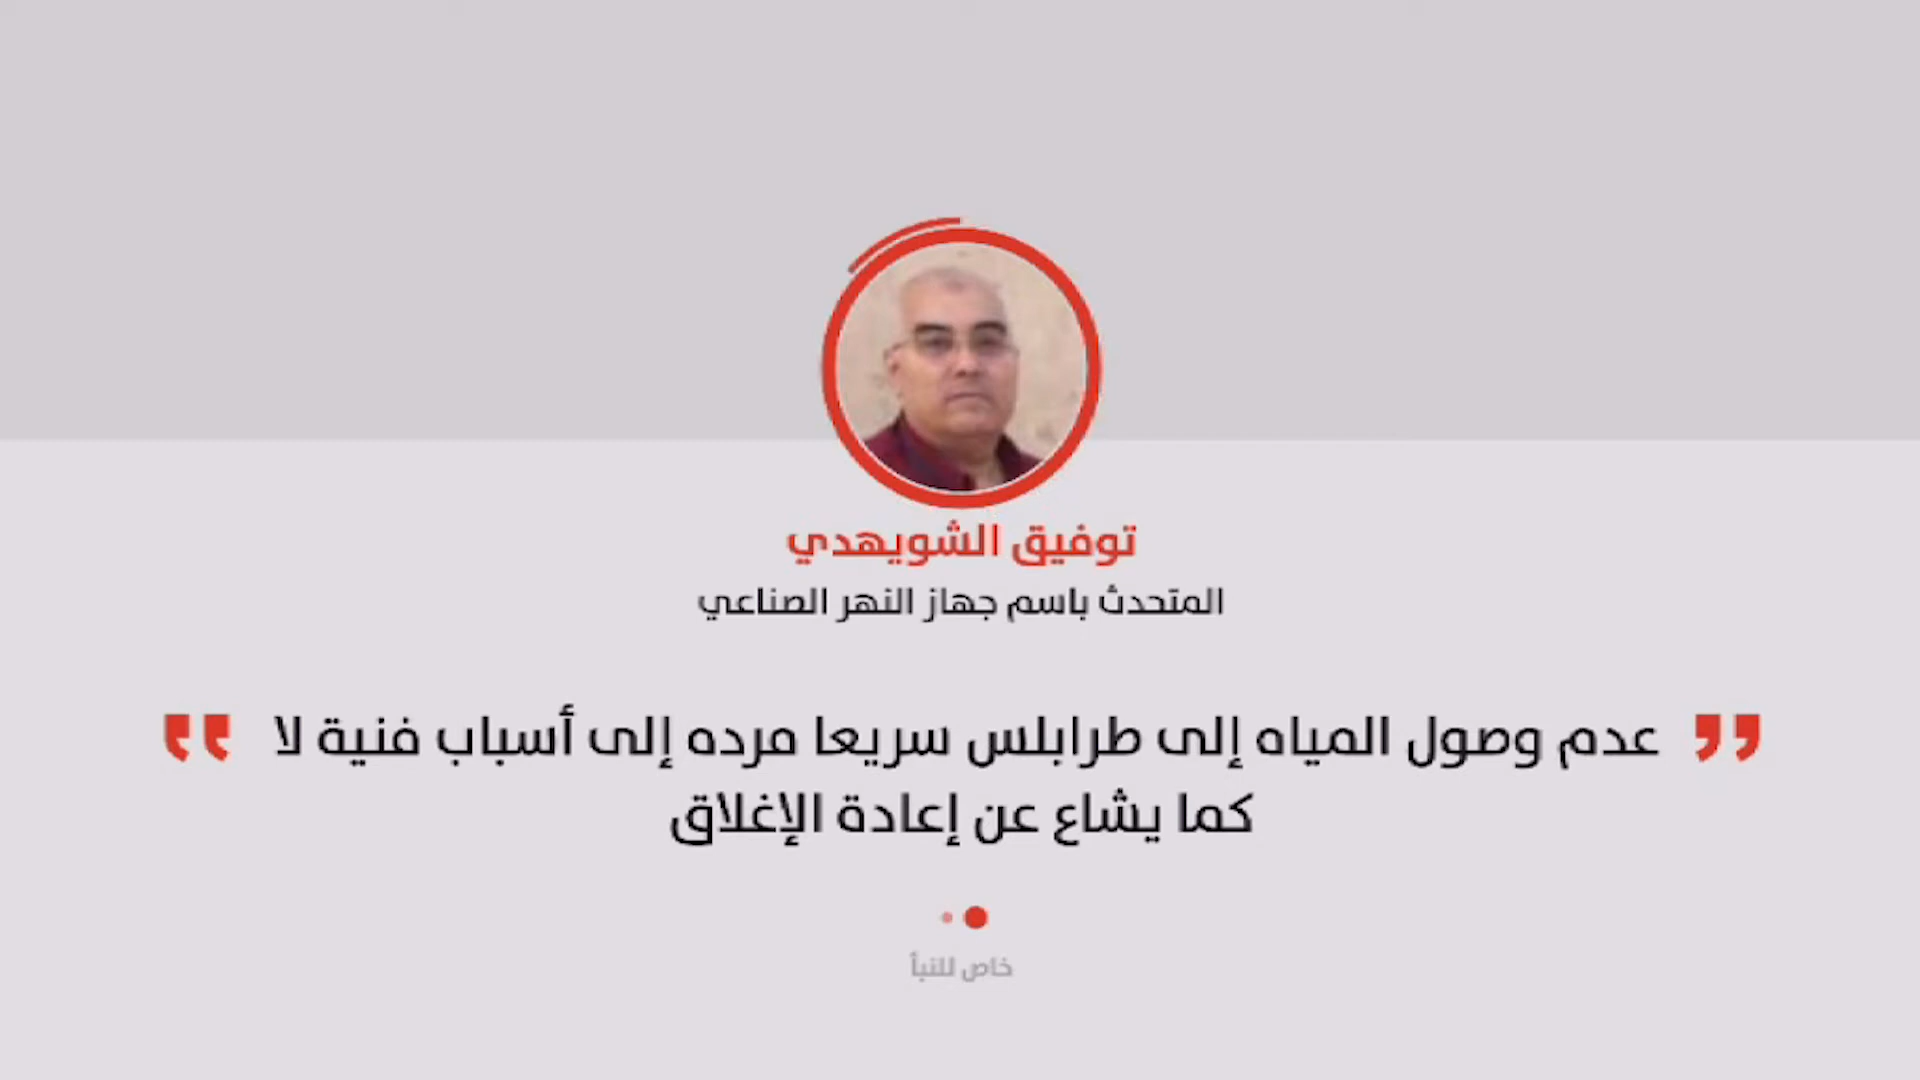 توفيق الشويهدي
المتحدث باسم جهاز النهر الصناعي
عدم وصول المياه إلى طرابلس سريعا مرده إلى أسباب فنية لا
كما يشاع عن إعادة الإغلاق
خاص للنبأ